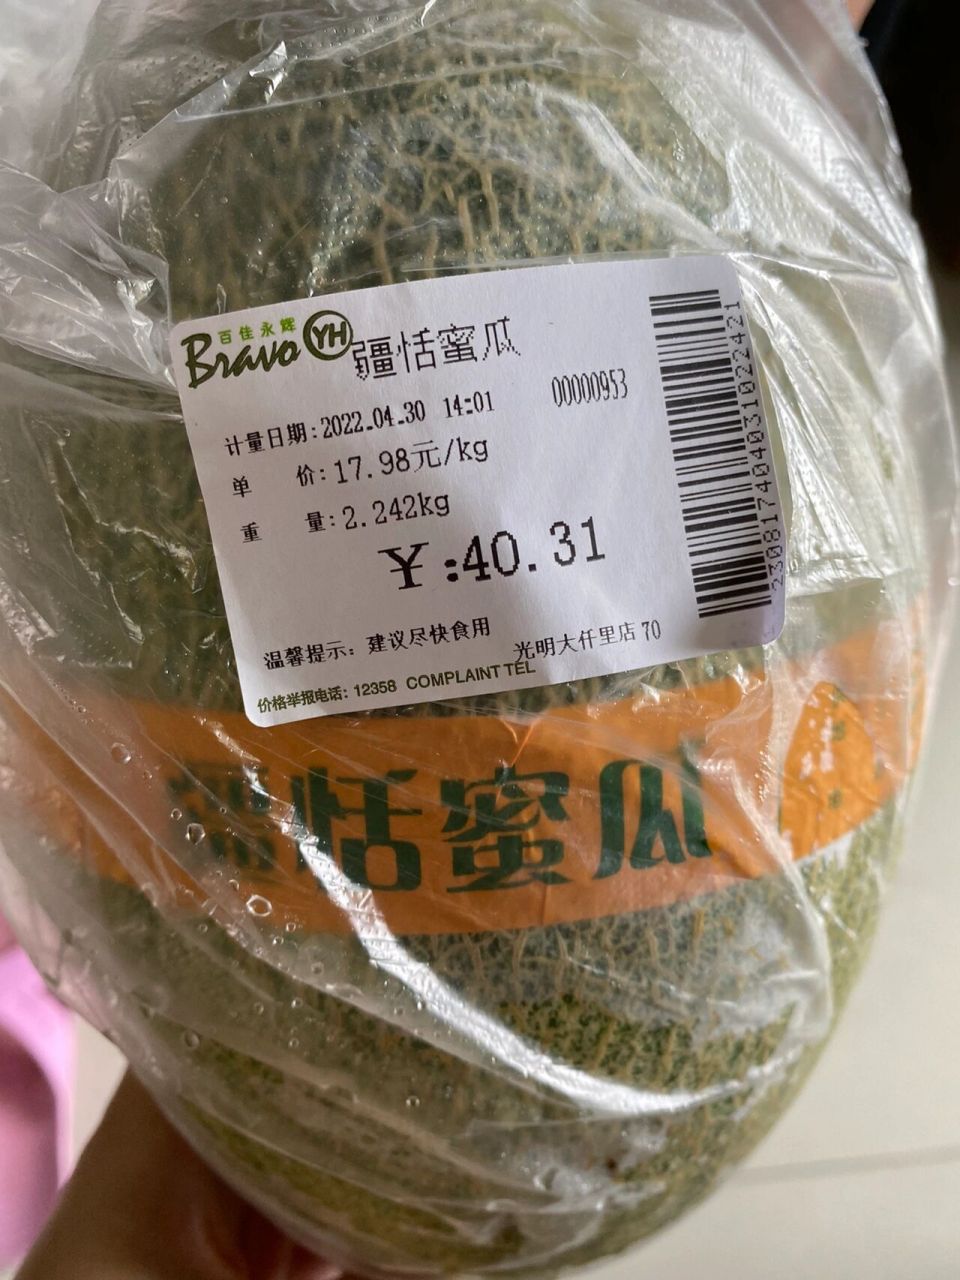 百佳永辉
Bravo YH
疆恬蜜瓜
计量日期:2022.04.30 14:01 00000953
单 价:17.98元/kg
重 量:2.242kg
¥:40.31
温馨提示: 建议尽快食用
光明大仟里店 70
价格举报电话: 12358 COMPLAINT TEL
230817404031022421
疆恬蜜瓜